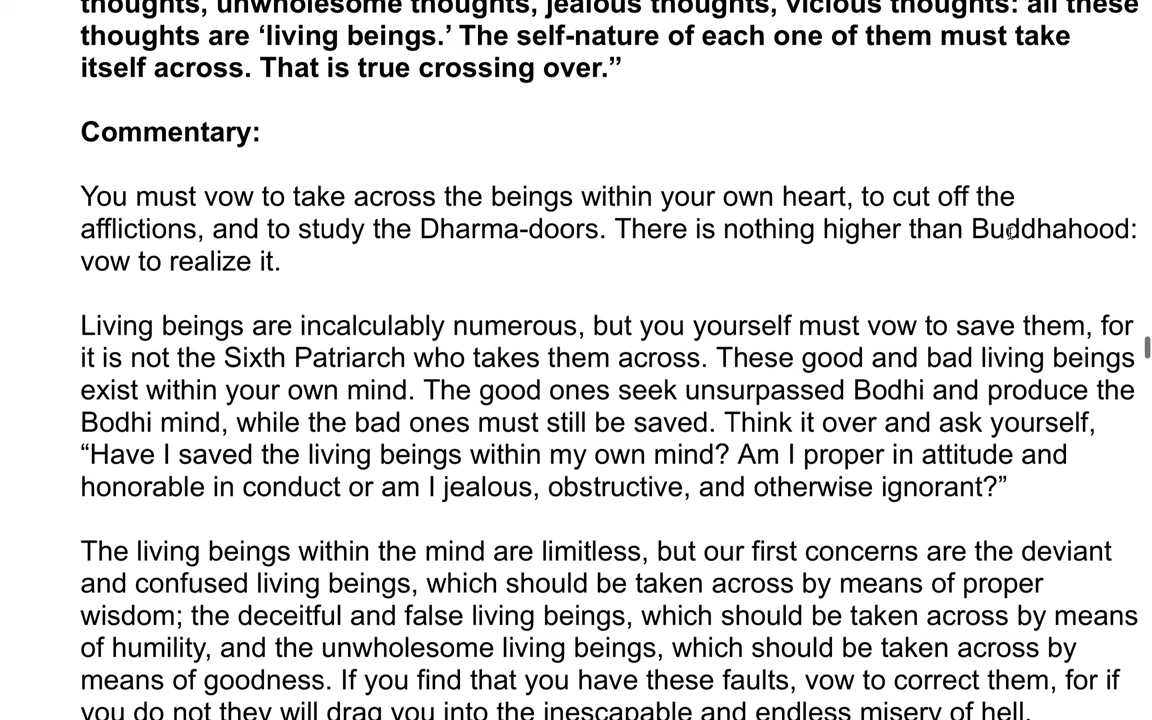 thoughts, unwholesome thoughts, jealous thoughts, vicious thoughts: all these
thoughts are ‘living beings.’ The self-nature of each one of them must take
itself across. That is true crossing over.”
Commentary:
You must vow to take across the beings within your own heart, to cut off the
afflictions, and to study the Dharma-doors. There is nothing higher than Buddhahood:
vow to realize it.
Living beings are incalculably numerous, but you yourself must vow to save them, for
it is not the Sixth Patriarch who takes them across. These good and bad living beings
exist within your own mind. The good ones seek unsurpassed Bodhi and produce the
Bodhi mind, while the bad ones must still be saved. Think it over and ask yourself,
“Have I saved the living beings within my own mind? Am I proper in attitude and
honorable in conduct or am I jealous, obstructive, and otherwise ignorant?”
The living beings within the mind are limitless, but our first concerns are the deviant
and confused living beings, which should be taken across by means of proper
wisdom; the deceitful and false living beings, which should be taken across by means
of humility, and the unwholesome living beings, which should be taken across by
means of goodness. If you find that you have these faults, vow to correct them, for if
you do not they will drag you into the inescapable and endless misery of hell.